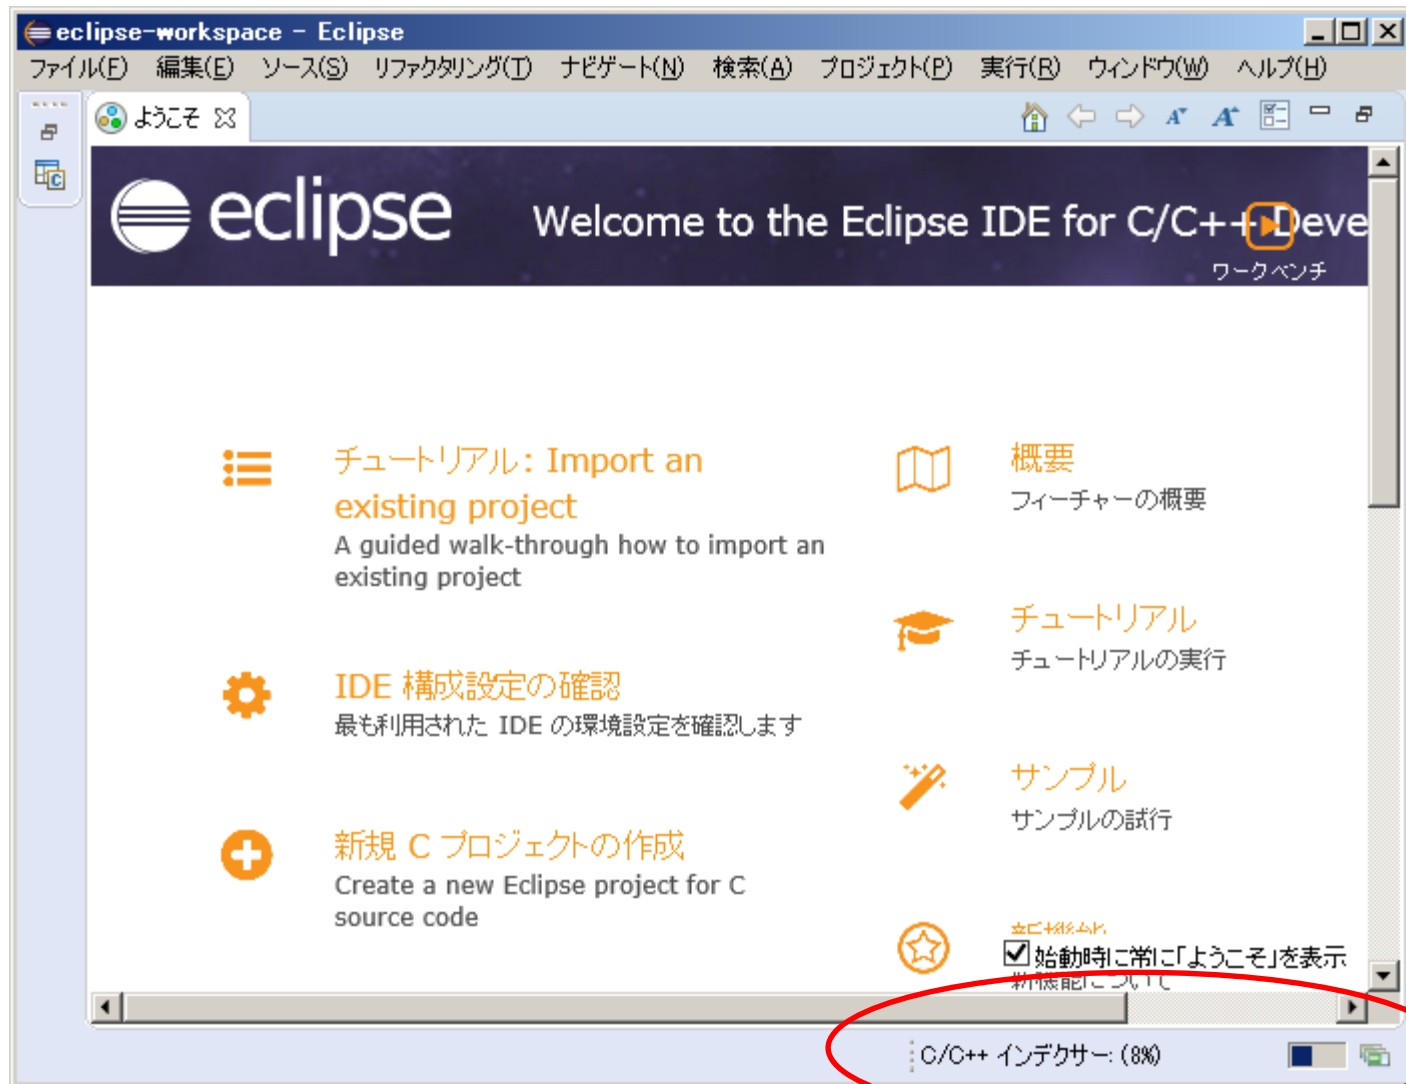 eclipse-workspace - Eclipse
ファイル(F) 編集(E) ソース(S) リファクタリング(T) ナビゲート(N) 検索(A) プロジェクト(P) 実行(R) ウィンドウ(W) ヘルプ(H)
ようこそ
eclipse
Welcome to the Eclipse IDE for C/C++ Deve
ワークベンチ
チュートリアル: Import an
existing project
A guided walk-through how to import an
existing project
概要
フィーチャーの概要
チュートリアル
チュートリアルの実行
IDE 構成設定の確認
最も利用された IDE の環境設定を確認します
サンプル
サンプルの試行
新規 C プロジェクトの作成
Create a new Eclipse project for C
source code
始動時に常に「ようこそ」を表示
新機能について
C/C++ インデクサー: (8%)